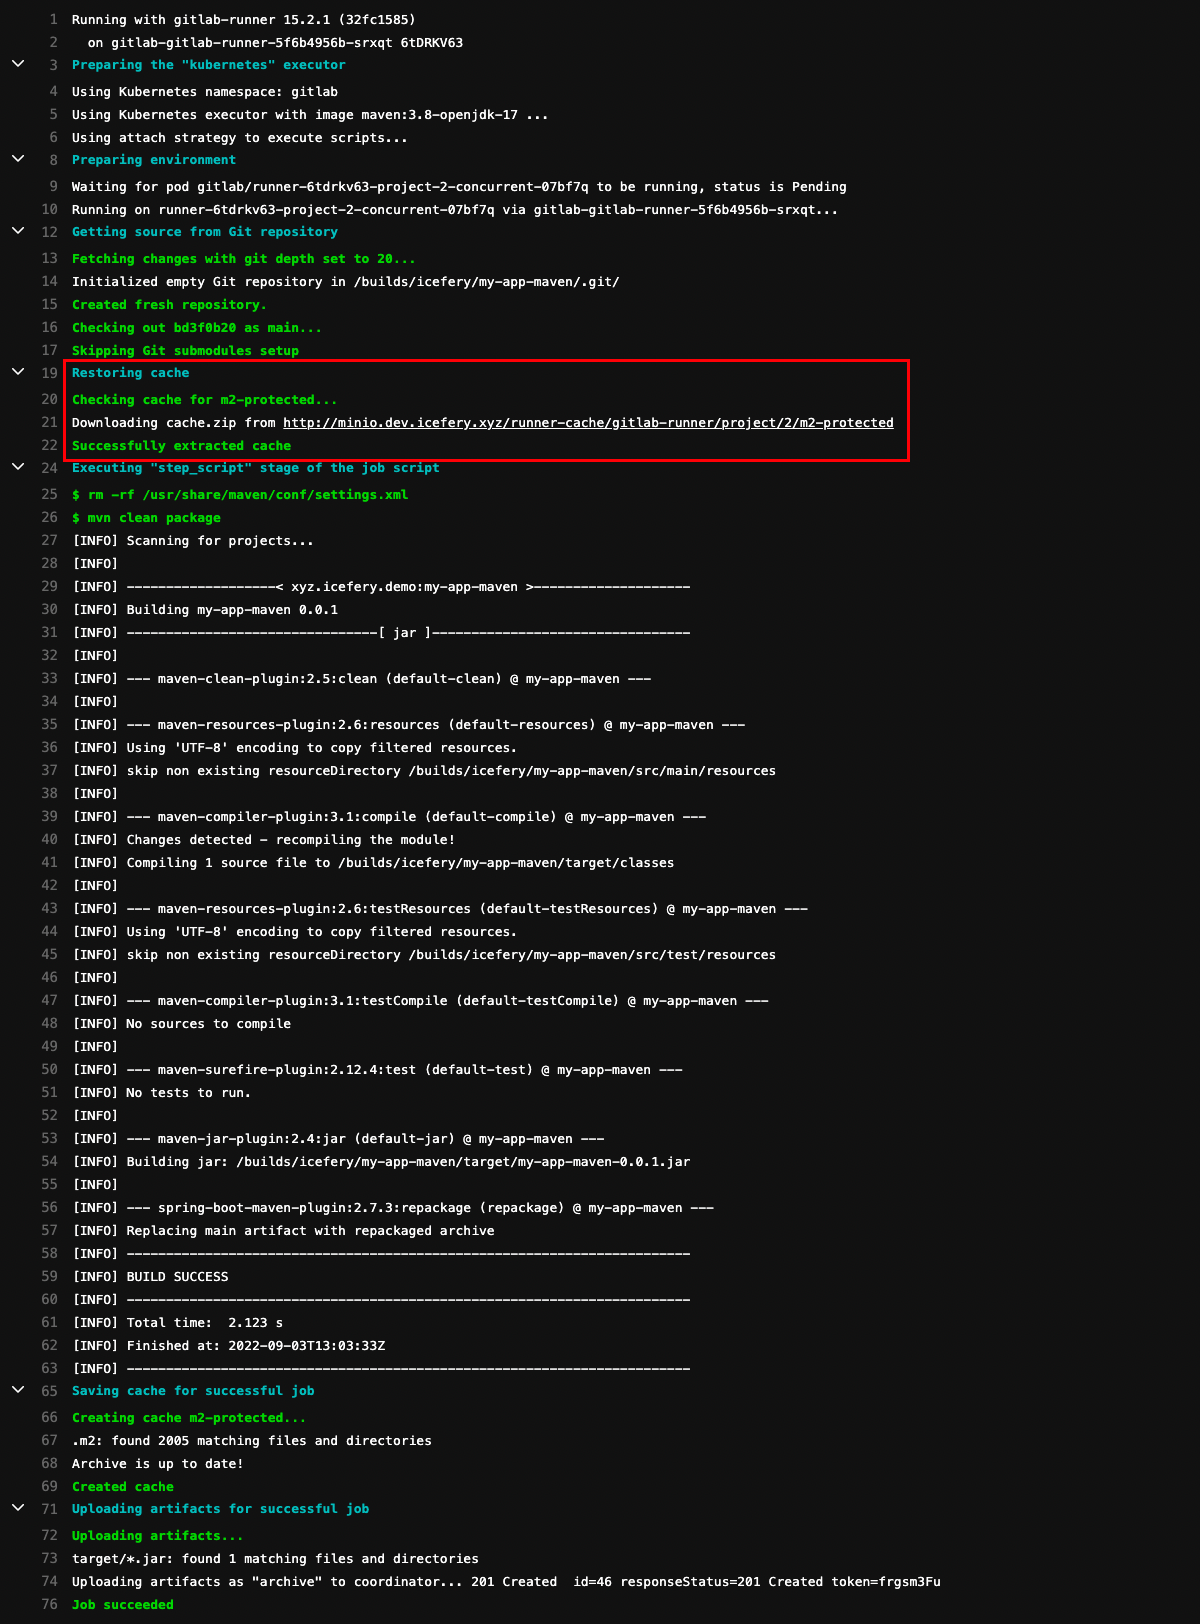 1 Running with gitlab-runner 15.2.1 (32fc1585)
2 on gitlab-gitlab-runner-5f6b4956b-srxqt 6tDRKV63
3 Preparing the "kubernetes" executor
4 Using Kubernetes namespace: gitlab
5 Using Kubernetes executor with image maven:3.8-openjdk-17 ...
6 Using attach strategy to execute scripts...
8 Preparing environment
9 Waiting for pod gitlab/runner-6tdrkv63-project-2-concurrent-07bf7q to be running, status is Pending
10 Running on runner-6tdrkv63-project-2-concurrent-07bf7q via gitlab-gitlab-runner-5f6b4956b-srxqt...
12 Getting source from Git repository
13 Fetching changes with git depth set to 20...
14 Initialized empty Git repository in /builds/icefery/my-app-maven/.git/
15 Created fresh repository.
16 Checking out bd3f0b20 as main...
17 Skipping Git submodules setup
19 Restoring cache
20 Checking cache for m2-protected...
21 Downloading cache.zip from http://minio.dev.icefery.xyz/runner-cache/gitlab-runner/project/2/m2-protected
22 Successfully extracted cache
24 Executing "step_script" stage of the job script
25 $ rm -rf /usr/share/maven/conf/settings.xml
26 $ mvn clean package
27 [INFO] Scanning for projects...
28 [INFO]
29 [INFO] -------------------< xyz.icefery.demo:my-app-maven >--------------------
30 [INFO] Building my-app-maven 0.0.1
31 [INFO] --------------------------------[ jar ]---------------------------------
32 [INFO]
33 [INFO] --- maven-clean-plugin:2.5:clean (default-clean) @ my-app-maven ---
34 [INFO]
35 [INFO] --- maven-resources-plugin:2.6:resources (default-resources) @ my-app-maven ---
36 [INFO] Using 'UTF-8' encoding to copy filtered resources.
37 [INFO] skip non existing resourceDirectory /builds/icefery/my-app-maven/src/main/resources
38 [INFO]
39 [INFO] --- maven-compiler-plugin:3.1:compile (default-compile) @ my-app-maven ---
40 [INFO] Changes detected - recompiling the module!
41 [INFO] Compiling 1 source file to /builds/icefery/my-app-maven/target/classes
42 [INFO]
43 [INFO] --- maven-resources-plugin:2.6:testResources (default-testResources) @ my-app-maven ---
44 [INFO] Using 'UTF-8' encoding to copy filtered resources.
45 [INFO] skip non existing resourceDirectory /builds/icefery/my-app-maven/src/test/resources
46 [INFO]
47 [INFO] --- maven-compiler-plugin:3.1:testCompile (default-testCompile) @ my-app-maven ---
48 [INFO] No sources to compile
49 [INFO]
50 [INFO] --- maven-surefire-plugin:2.12.4:test (default-test) @ my-app-maven ---
51 [INFO] No tests to run.
52 [INFO]
53 [INFO] --- maven-jar-plugin:2.4:jar (default-jar) @ my-app-maven ---
54 [INFO] Building jar: /builds/icefery/my-app-maven/target/my-app-maven-0.0.1.jar
55 [INFO]
56 [INFO] --- spring-boot-maven-plugin:2.7.3:repackage (repackage) @ my-app-maven ---
57 [INFO] Replacing main artifact with repackaged archive
58 [INFO] ------------------------------------------------------------------------
59 [INFO] BUILD SUCCESS
60 [INFO] ------------------------------------------------------------------------
61 [INFO] Total time:  2.123 s
62 [INFO] Finished at: 2022-09-03T13:03:33Z
63 [INFO] ------------------------------------------------------------------------
65 Saving cache for successful job
66 Creating cache m2-protected...
67 .m2: found 2005 matching files and directories
68 Archive is up to date!
69 Created cache
71 Uploading artifacts for successful job
72 Uploading artifacts...
73 target/*.jar: found 1 matching files and directories
74 Uploading artifacts as "archive" to coordinator... 201 Created  id=46 responseStatus=201 Created token=frgsm3Fu
76 Job succeeded